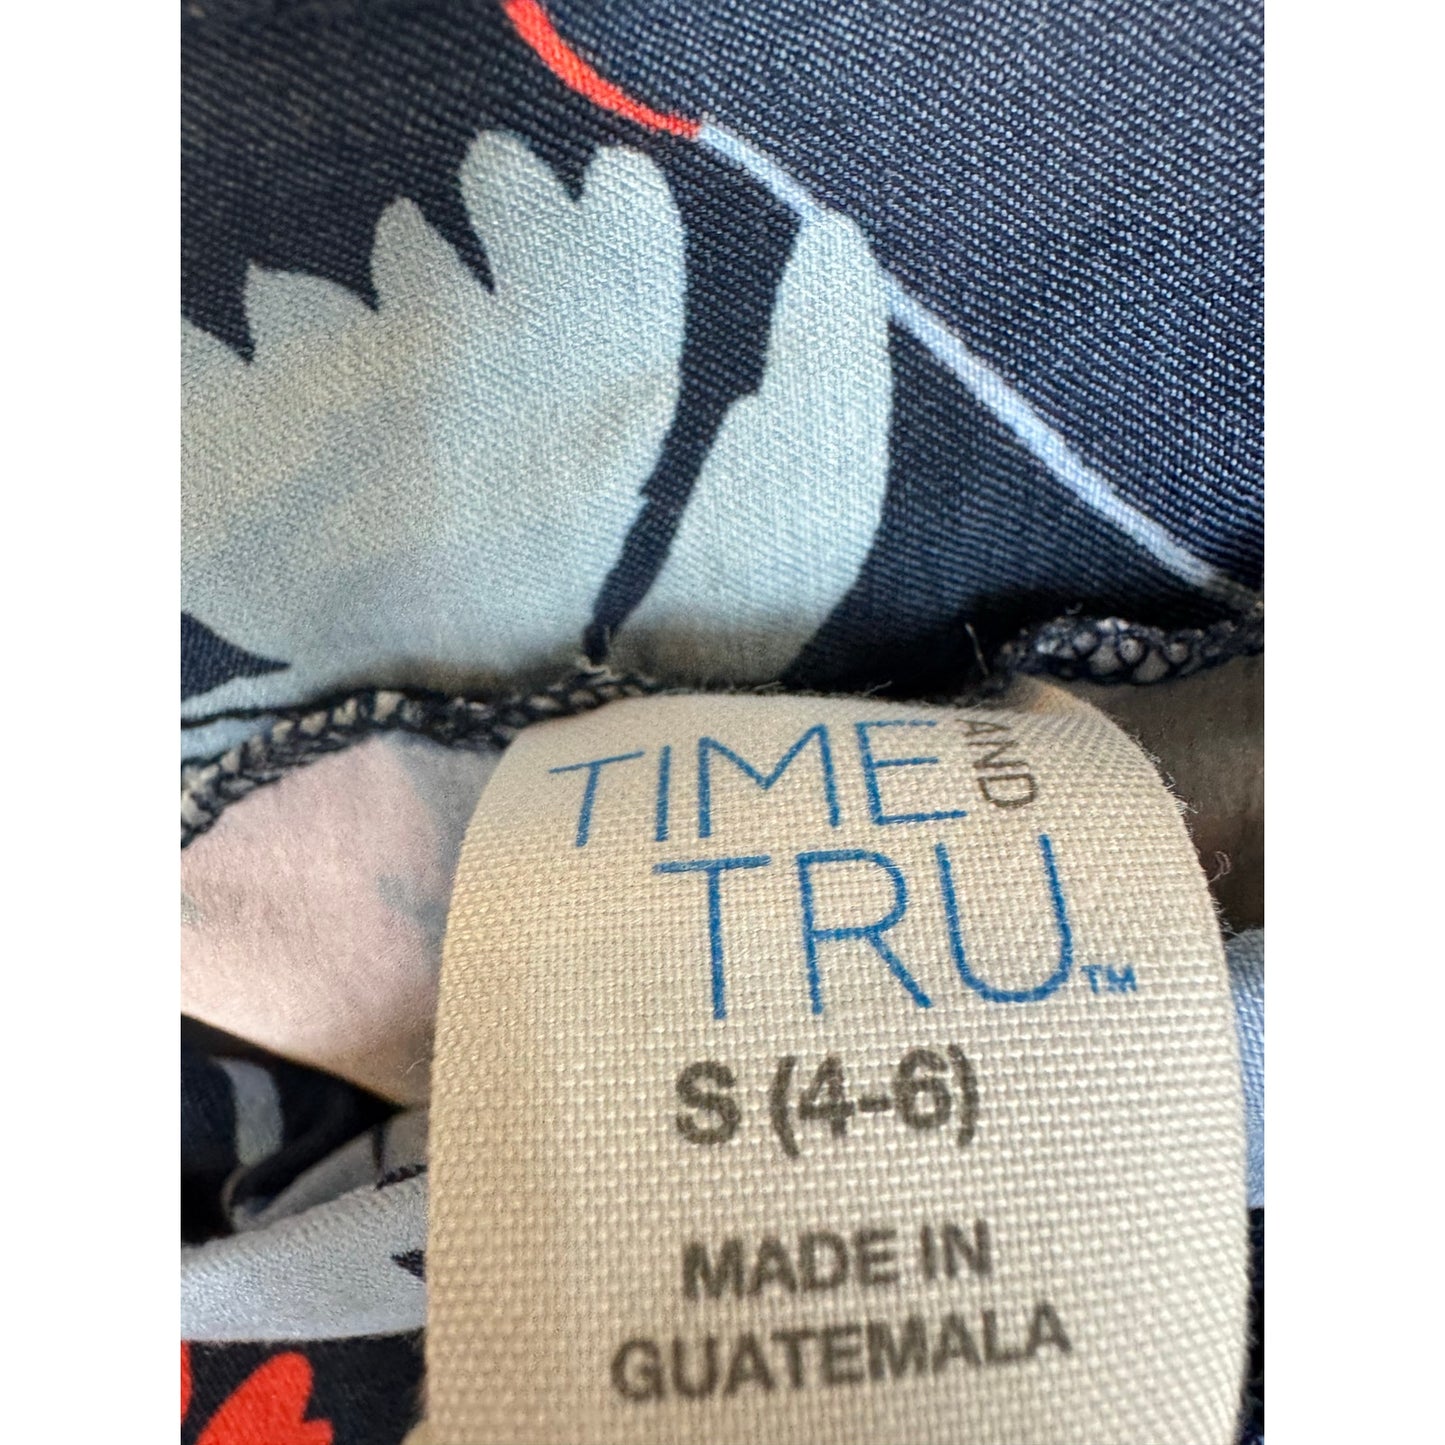 TIME AND
TRU™
S (4-6)
MADE IN
GUATEMALA